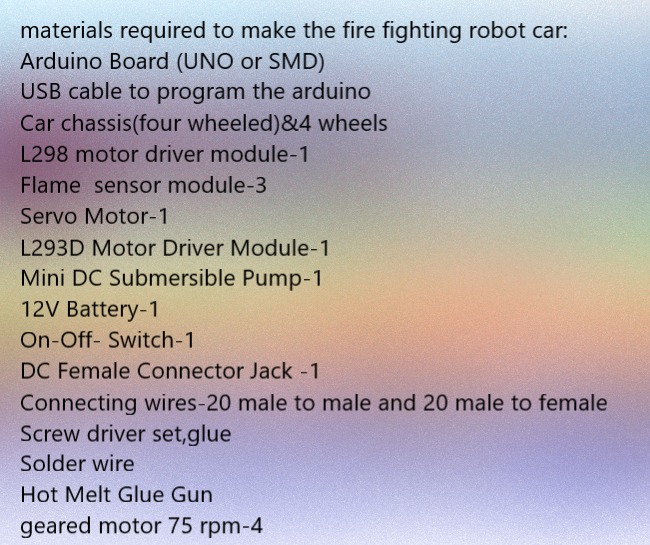 materials required to make the fire fighting robot car:
Arduino Board (UNO or SMD)
USB cable to program the arduino
Car chassis(four wheeled)&4 wheels
L298 motor driver module-1
Flame  sensor module-3
Servo Motor-1
L293D Motor Driver Module-1
Mini DC Submersible Pump-1
12V Battery-1
On-Off- Switch-1
DC Female Connector Jack -1
Connecting wires-20 male to male and 20 male to female
Screw driver set,glue
Solder wire
Hot Melt Glue Gun
geared motor 75 rpm-4